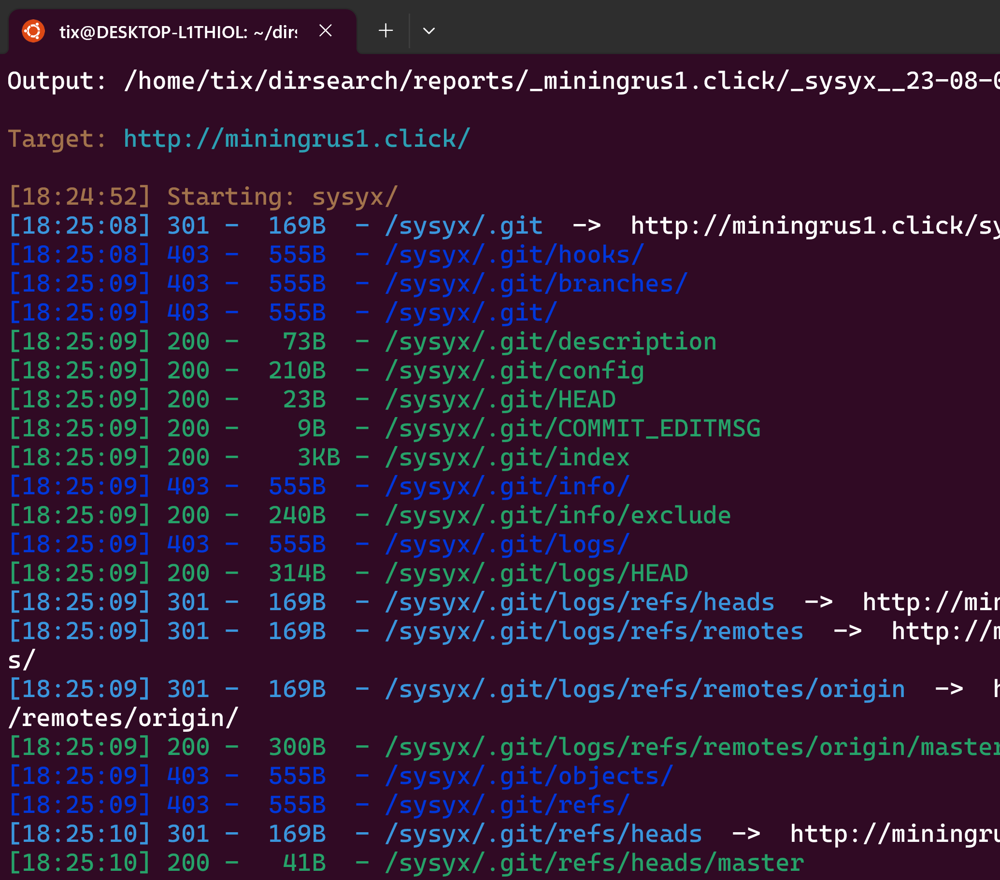 tix@DESKTOP-L1THIOL: ~/dirs
Output: /home/tix/dirsearch/reports/_miningrus1.click/_sysyx__23-08-0
Target: http://miningrus1.click/
[18:24:52] Starting: sysyx/
[18:25:08] 301 -  169B  - /sysyx/.git  ->  http://miningrus1.click/sy
[18:25:08] 403 -  555B  - /sysyx/.git/hooks/
[18:25:09] 403 -  555B  - /sysyx/.git/branches/
[18:25:09] 403 -  555B  - /sysyx/.git/
[18:25:09] 200 -   73B  - /sysyx/.git/description
[18:25:09] 200 -  210B  - /sysyx/.git/config
[18:25:09] 200 -   23B  - /sysyx/.git/HEAD
[18:25:09] 200 -    9B  - /sysyx/.git/COMMIT_EDITMSG
[18:25:09] 200 -    3KB - /sysyx/.git/index
[18:25:09] 403 -  555B  - /sysyx/.git/info/
[18:25:09] 200 -  240B  - /sysyx/.git/info/exclude
[18:25:09] 403 -  555B  - /sysyx/.git/logs/
[18:25:09] 200 -  314B  - /sysyx/.git/logs/HEAD
[18:25:09] 301 -  169B  - /sysyx/.git/logs/refs/heads  ->  http://min
[18:25:09] 301 -  169B  - /sysyx/.git/logs/refs/remotes  ->  http://m
s/
[18:25:09] 301 -  169B  - /sysyx/.git/logs/refs/remotes/origin  ->  h
/remotes/origin/
[18:25:09] 200 -  300B  - /sysyx/.git/logs/refs/remotes/origin/master
[18:25:09] 403 -  555B  - /sysyx/.git/objects/
[18:25:09] 403 -  555B  - /sysyx/.git/refs/
[18:25:10] 301 -  169B  - /sysyx/.git/refs/heads  ->  http://miningru
[18:25:10] 200 -   41B  - /sysyx/.git/refs/heads/master